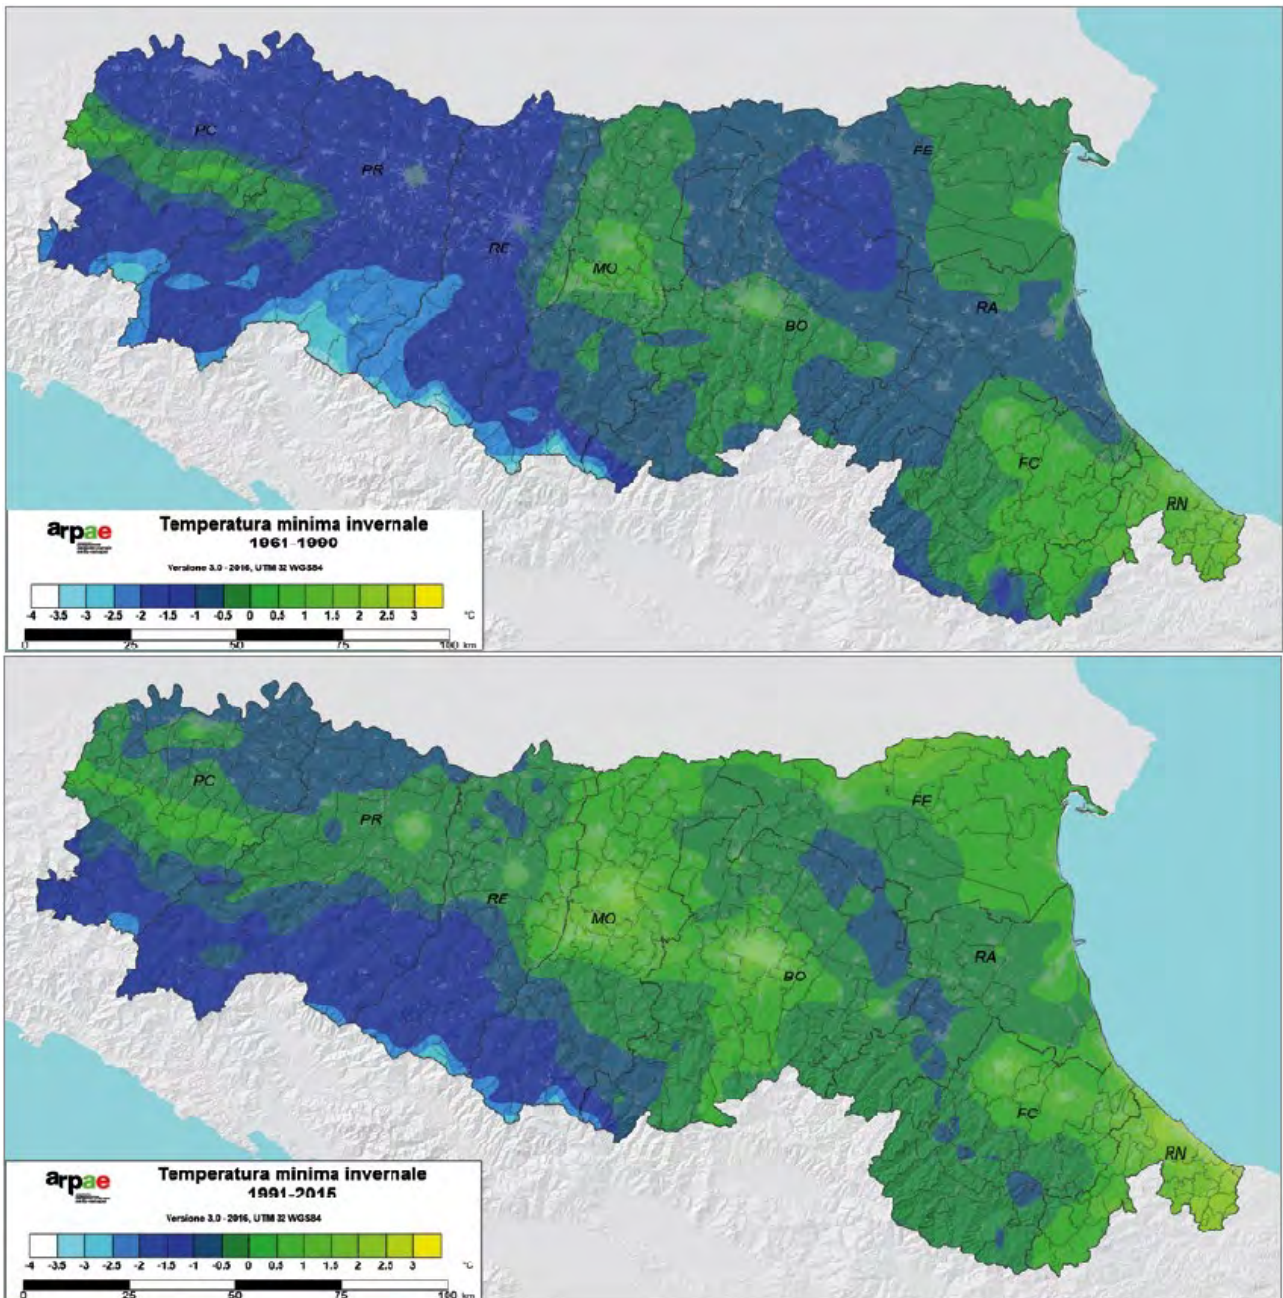 PC
PR
FE
RE
MO
RA
BO
FC
RN
arpae
Temperatura minima invernale
1961-1990
Versione 3.0 - 2016, UTM 32 WGS84
-4 -3.5 -3 -2.5 -2 -1.5 -1 -0.5 0 0.5 1 1.5 2 2.5 3 °C
0 25 50 75 100 km
PC
FE
PR
RE
MO
RA
BO
FC
RN
arpae
Temperatura minima invernale
1991-2015
Versione 3.0 - 2016, UTM 32 WGS84
-4 -3.5 -3 -2.5 -2 -1.5 -1 -0.5 0 0.5 1 1.5 2 2.5 3 °C
0 25 50 75 100 km